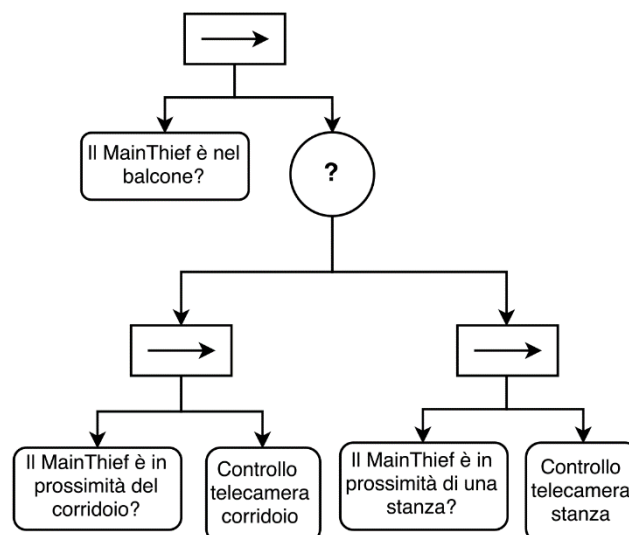 Il MainThief è nel
balcone?
?
Il MainThief è in
prossimità del
corridoio?
Controllo
telecamera
corridoio
Il MainThief è in
prossimità di una
stanza?
Controllo
telecamera
stanza